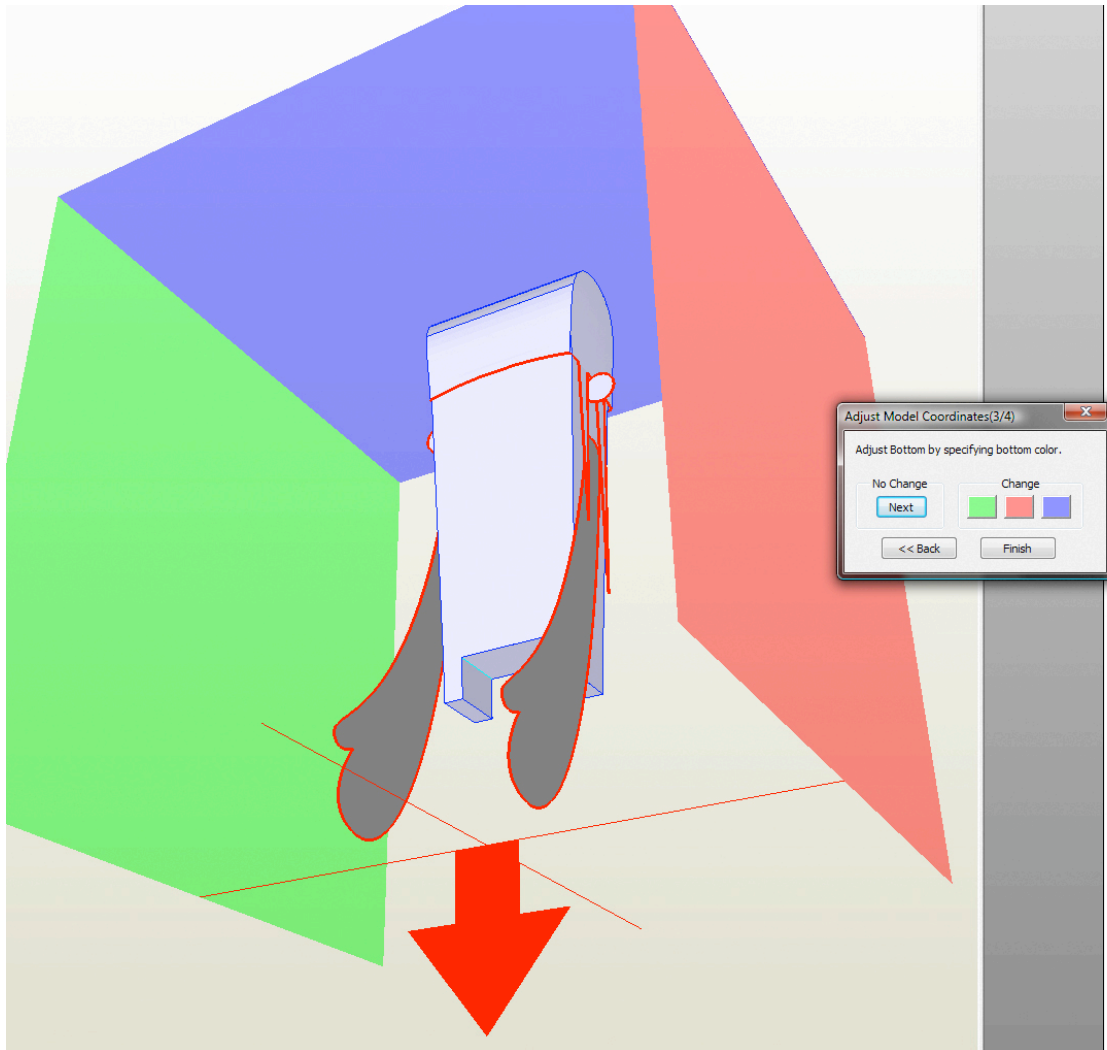 Adjust Model Coordinates(3/4)
Adjust Bottom by specifying bottom color.
No Change
Change
Next
<< Back
Finish